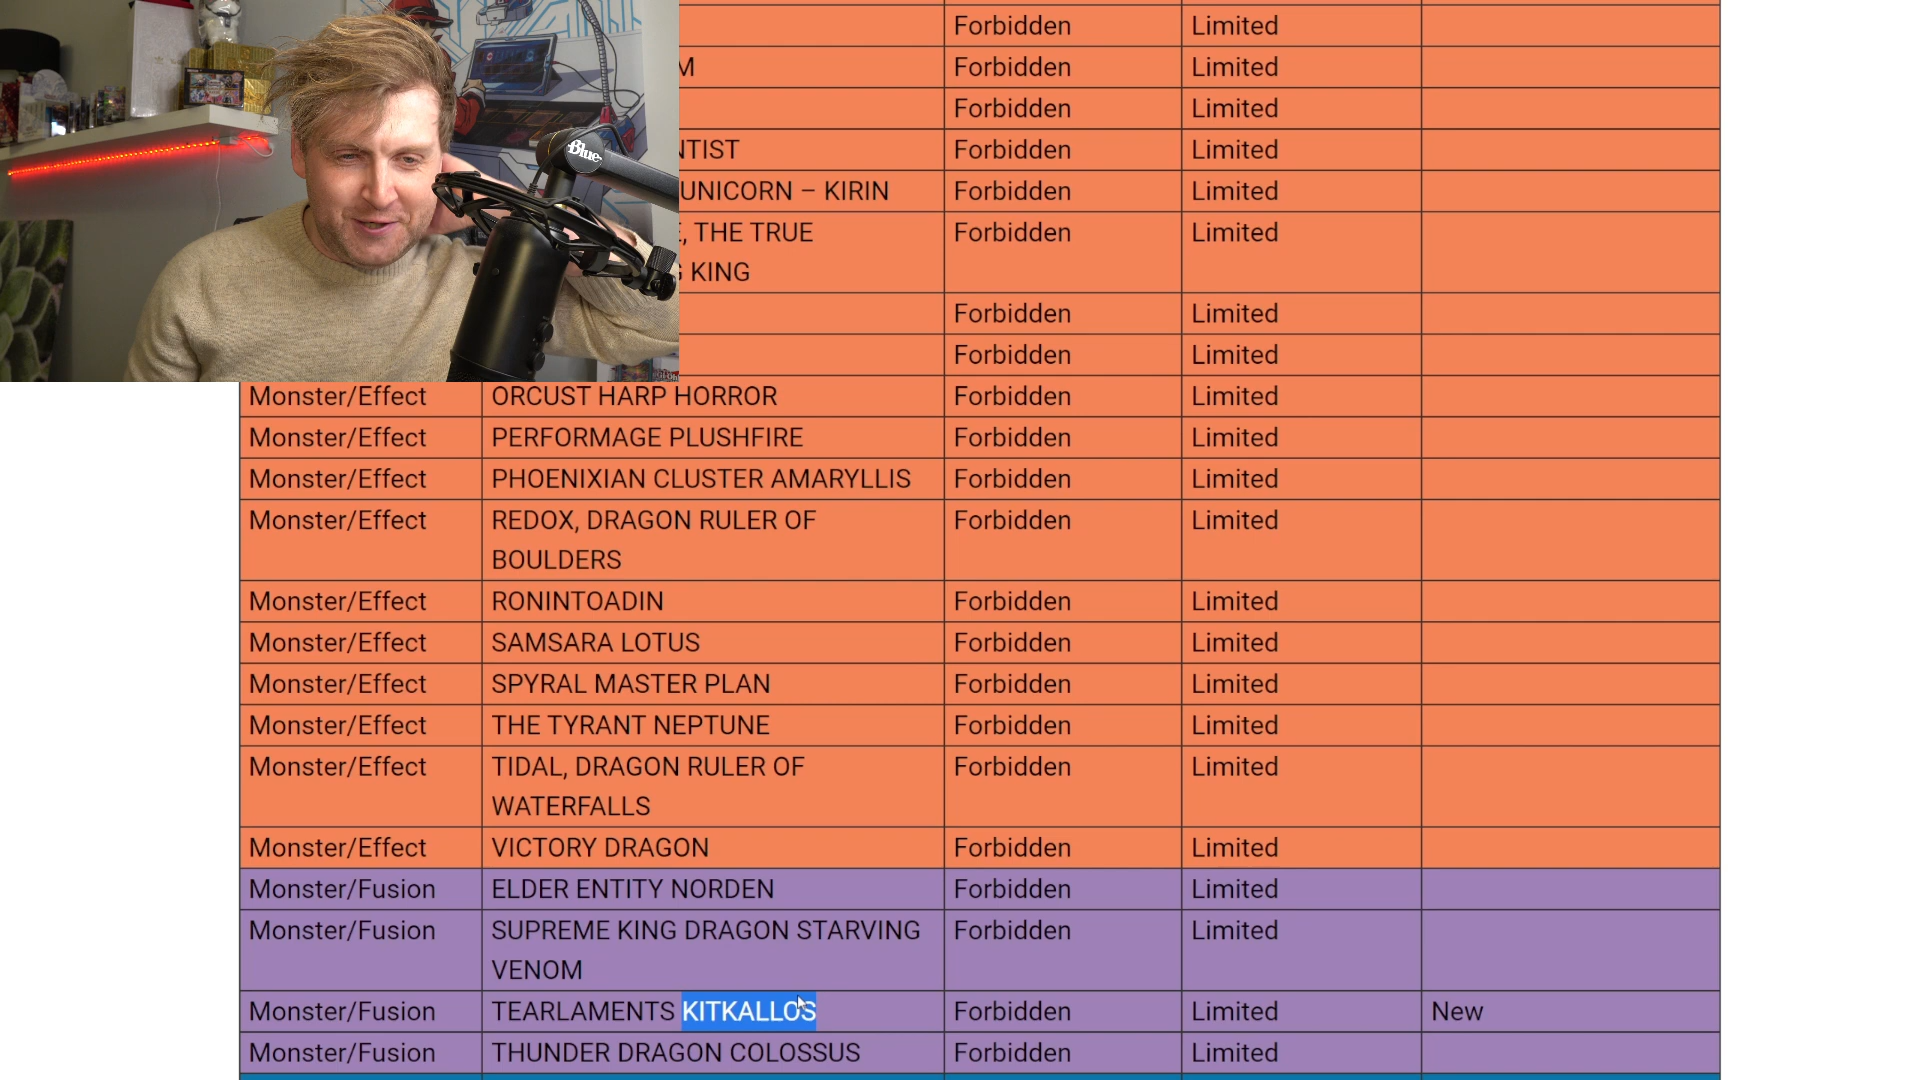 Forbidden Limited
M Forbidden Limited
Forbidden Limited
NTIST Forbidden Limited
UNICORN – KIRIN Forbidden Limited
, THE TRUE Forbidden Limited
KING
Forbidden Limited
Forbidden Limited
Blue
Monster/Effect ORCUST HARP HORROR Forbidden Limited
Monster/Effect PERFORMAGE PLUSHFIRE Forbidden Limited
Monster/Effect PHOENIXIAN CLUSTER AMARYLLIS Forbidden Limited
Monster/Effect REDOX, DRAGON RULER OF Forbidden Limited
BOULDERS
Monster/Effect RONINTOADIN Forbidden Limited
Monster/Effect SAMSARA LOTUS Forbidden Limited
Monster/Effect SPYRAL MASTER PLAN Forbidden Limited
Monster/Effect THE TYRANT NEPTUNE Forbidden Limited
Monster/Effect TIDAL, DRAGON RULER OF Forbidden Limited
WATERFALLS
Monster/Effect VICTORY DRAGON Forbidden Limited
Monster/Fusion ELDER ENTITY NORDEN Forbidden Limited
Monster/Fusion SUPREME KING DRAGON STARVING Forbidden Limited
VENOM
Monster/Fusion TEARLAMENTS KITKALLOS Forbidden Limited New
Monster/Fusion THUNDER DRAGON COLOSSUS Forbidden Limited